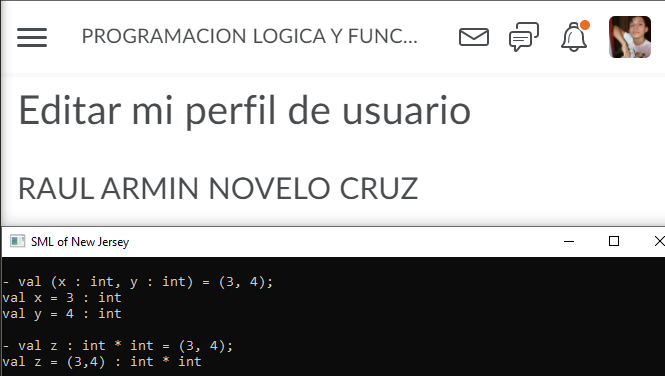 PROGRAMACION LOGICA Y FUNC...
Editar mi perfil de usuario
RAUL ARMIN NOVELO CRUZ
SML of New Jersey
- val (x : int, y : int) = (3, 4);
val x = 3 : int
val y = 4 : int
- val z : int * int = (3, 4);
val z = (3,4) : int * int